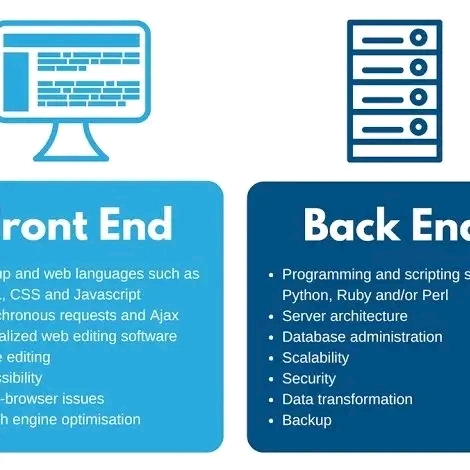 ront End
up and web languages such as
, CSS and Javascript
chronous requests and Ajax
alized web editing software
e editing
sibility
-browser issues
h engine optimisation
Back End
• Programming and scripting s
Python, Ruby and/or Perl
• Server architecture
• Database administration
• Scalability
• Security
• Data transformation
• Backup